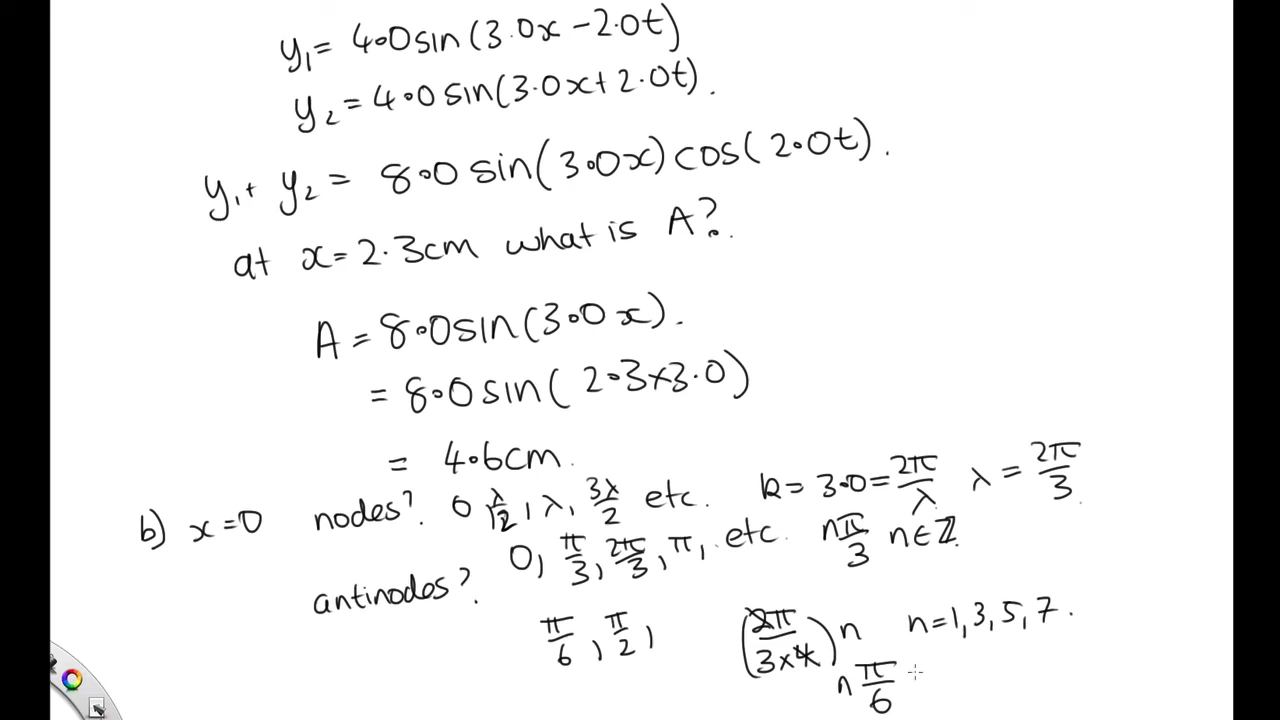 y₁ = 4.0 sin(3.0x − 2.0t)
y₂ = 4.0 sin(3.0x + 2.0t).
y₁ + y₂ = 8.0 sin(3.0x) cos(2.0t).
at x = 2.3cm what is A?
A = 8.0 sin(3.0x).
= 8.0 sin(2.3×3.0)
= 4.6cm.
b) x = 0 nodes? 0, λ/2, λ, 3λ/2 etc. k = 3.0 = 2π/λ λ = 2π/3.
0, π/3, 2π/3, π, etc. nπ/3 n∈ℤ.
antinodes?
π/6, π/2, (2π/3×4)n n=1,3,5,7.
nπ/6